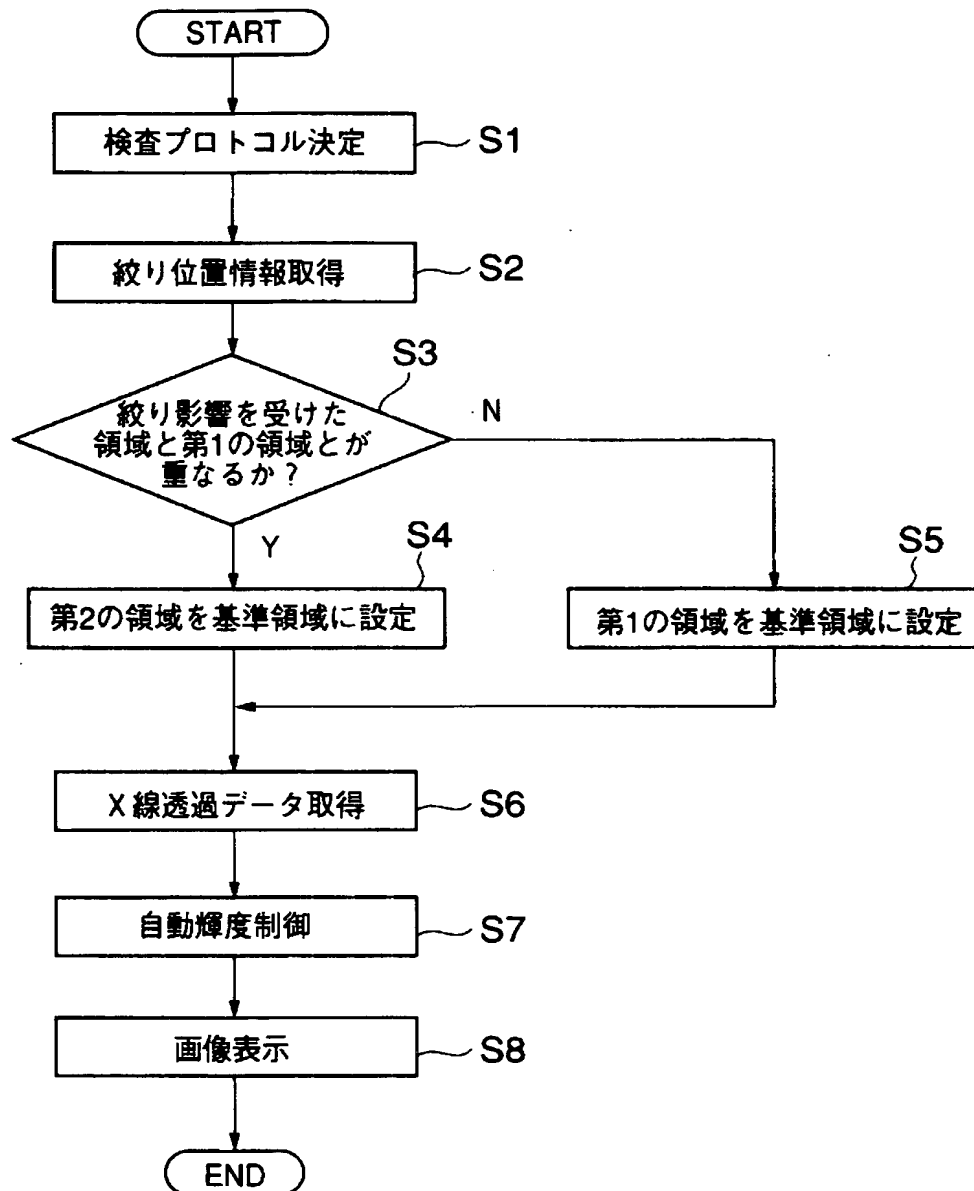 START
検査プロトコル決定
S1
絞り位置情報取得
S2
S3
絞り影響を受けた
領域と第1の領域とが
重なるか？
N
Y
S4
第2の領域を基準領域に設定
S5
第1の領域を基準領域に設定
X線透過データ取得
S6
自動輝度制御
S7
画像表示
S8
END